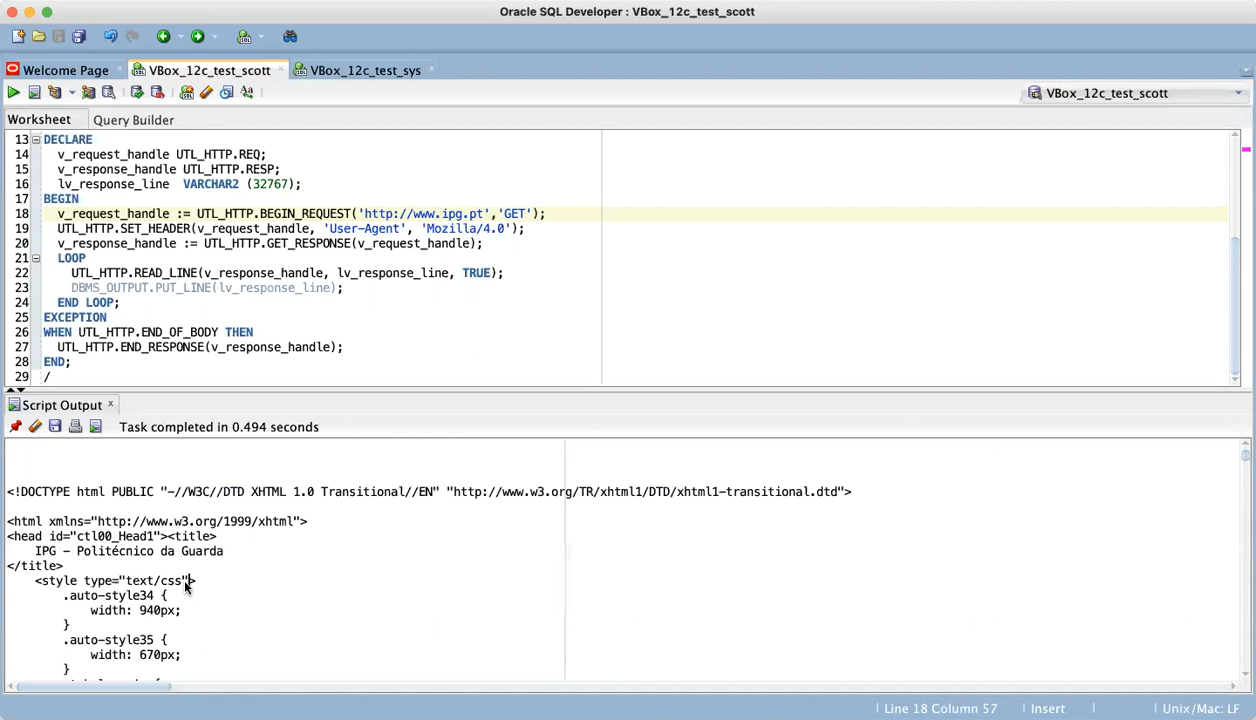 Oracle SQL Developer : VBox_12c_test_scott
Welcome Page
VBox_12c_test_scott
VBox_12c_test_sys
VBox_12c_test_scott
Worksheet
Query Builder
13 DECLARE
14 v_request_handle UTL_HTTP.REQ;
15 v_response_handle UTL_HTTP.RESP;
16 lv_response_line VARCHAR2 (32767);
17 BEGIN
18 v_request_handle := UTL_HTTP.BEGIN_REQUEST('http://www.ipg.pt','GET');
19 UTL_HTTP.SET_HEADER(v_request_handle, 'User-Agent', 'Mozilla/4.0');
20 v_response_handle := UTL_HTTP.GET_RESPONSE(v_request_handle);
21 LOOP
22 UTL_HTTP.READ_LINE(v_response_handle, lv_response_line, TRUE);
23 DBMS_OUTPUT.PUT_LINE(lv_response_line);
24 END LOOP;
25 EXCEPTION
26 WHEN UTL_HTTP.END_OF_BODY THEN
27 UTL_HTTP.END_RESPONSE(v_response_handle);
28 END;
29 /
Script Output
Task completed in 0.494 seconds
<!DOCTYPE html PUBLIC "-//W3C//DTD XHTML 1.0 Transitional//EN" "http://www.w3.org/TR/xhtml1/DTD/xhtml1-transitional.dtd">
<html xmlns="http://www.w3.org/1999/xhtml">
<head id="ctl00_Head1"><title>
IPG - Politécnico da Guarda
</title>
<style type="text/css">
.auto-style34 {
width: 940px;
}
.auto-style35 {
width: 670px;
}
Line 18 Column 57
Insert
Unix/Mac: LF